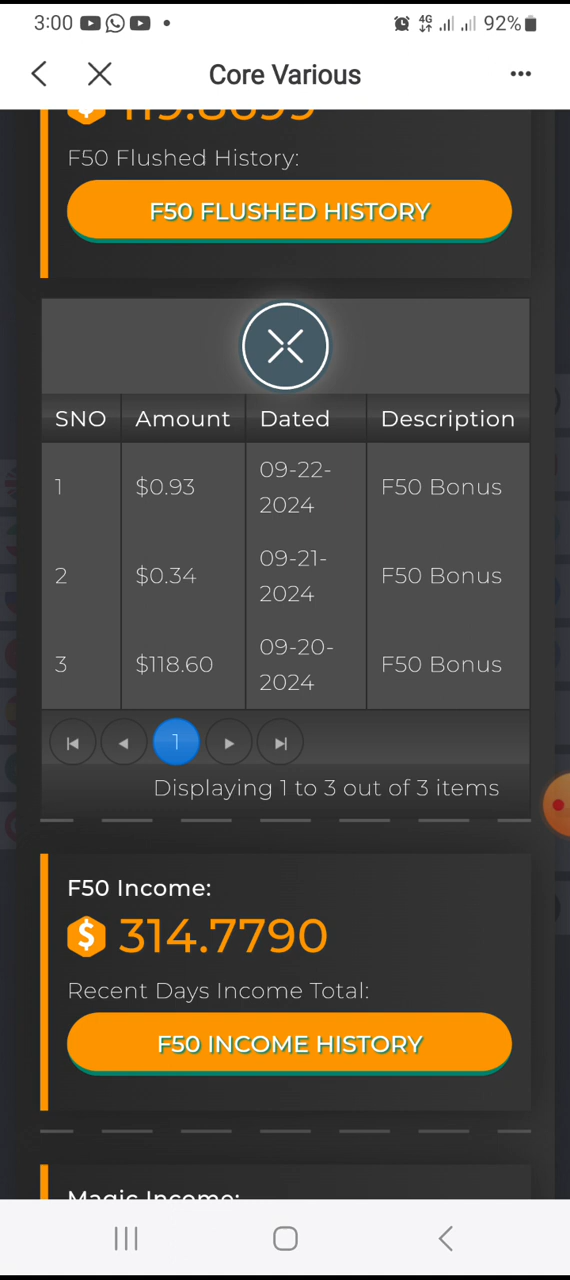 3:00 4G 92%
Core Various
F50 Flushed History:
F50 FLUSHED HISTORY
SNO Amount Dated Description
1 $0.93 09-22-2024 F50 Bonus
2 $0.34 09-21-2024 F50 Bonus
3 $118.60 09-20-2024 F50 Bonus
1
Displaying 1 to 3 out of 3 items
F50 Income:
$ 314.7790
Recent Days Income Total:
F50 INCOME HISTORY
Magic Income: